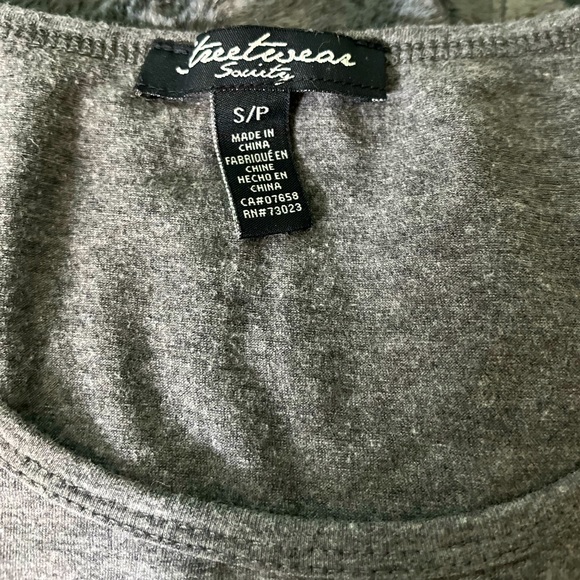 Streetwear
Society
S/P
MADE IN
CHINA
FABRIQUÉ EN
CHINE
HECHO EN
CHINA
CA#07658
RN#73023